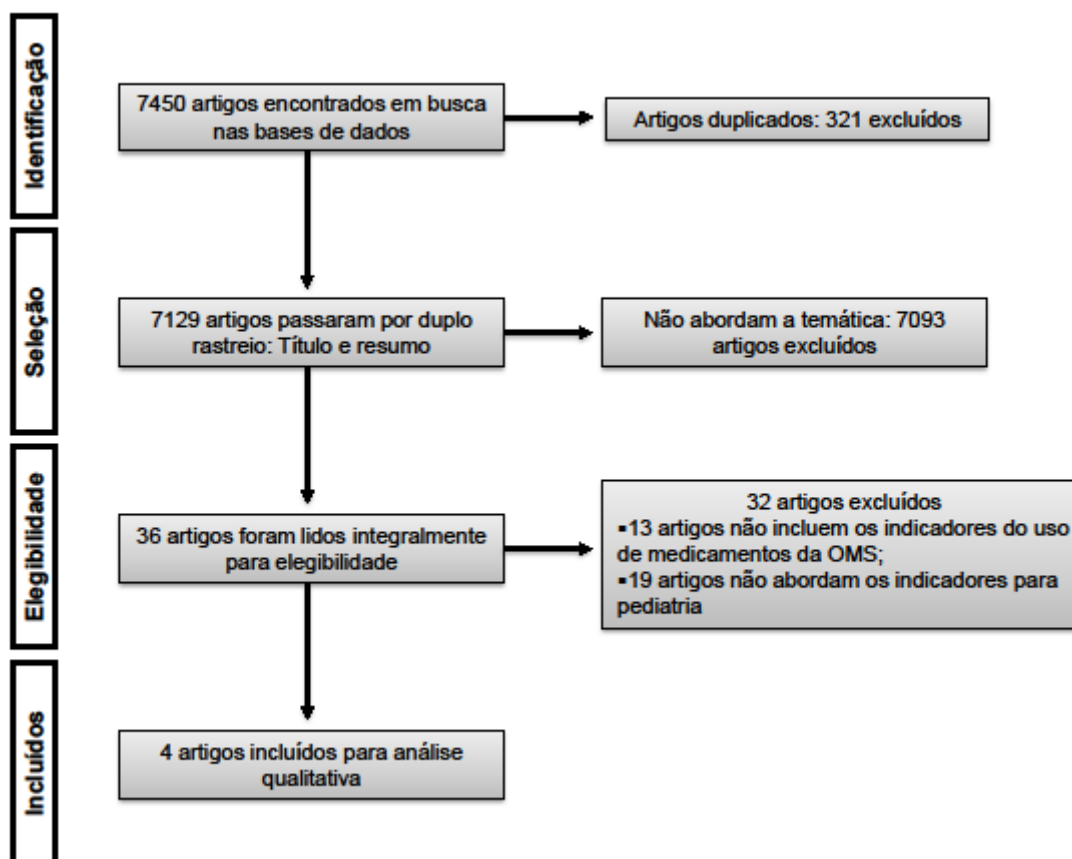 Identificação
7450 artigos encontrados em busca
nas bases de dados
Artigos duplicados: 321 excluídos
Seleção
7129 artigos passaram por duplo
rastreio: Título e resumo
Não abordam a temática: 7093
artigos excluídos
Elegibilidade
36 artigos foram lidos integralmente
para elegibilidade
32 artigos excluídos
▪13 artigos não incluem os indicadores do uso
de medicamentos da OMS;
▪19 artigos não abordam os indicadores para
pediatria
Incluídos
4 artigos incluídos para análise
qualitativa